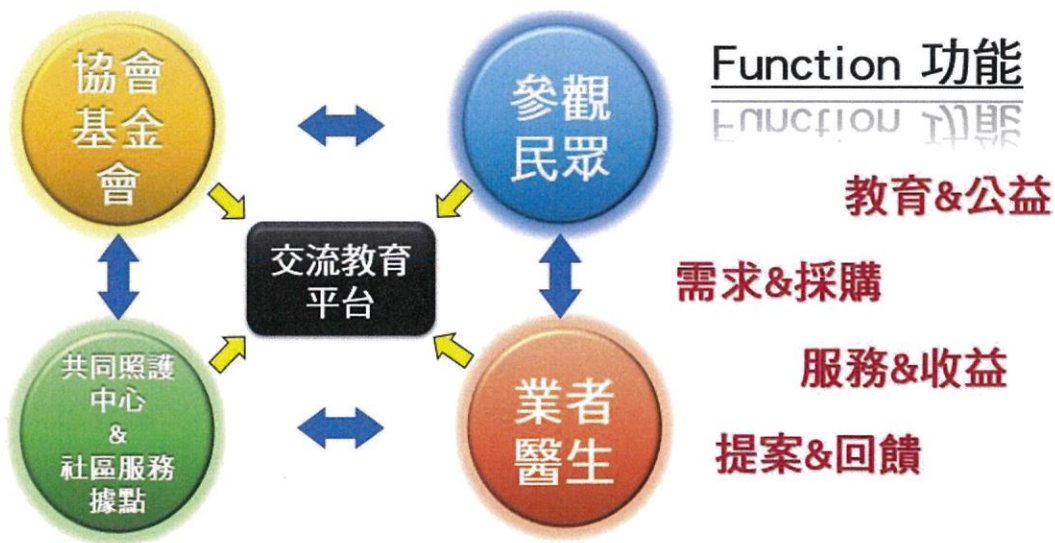 協會
基金
會
參觀
民眾
交流教育
平台
共同照護
中心
&
社區服務
據點
業者
醫生
Function 功能
教育&公益
需求&採購
服務&收益
提案&回饋